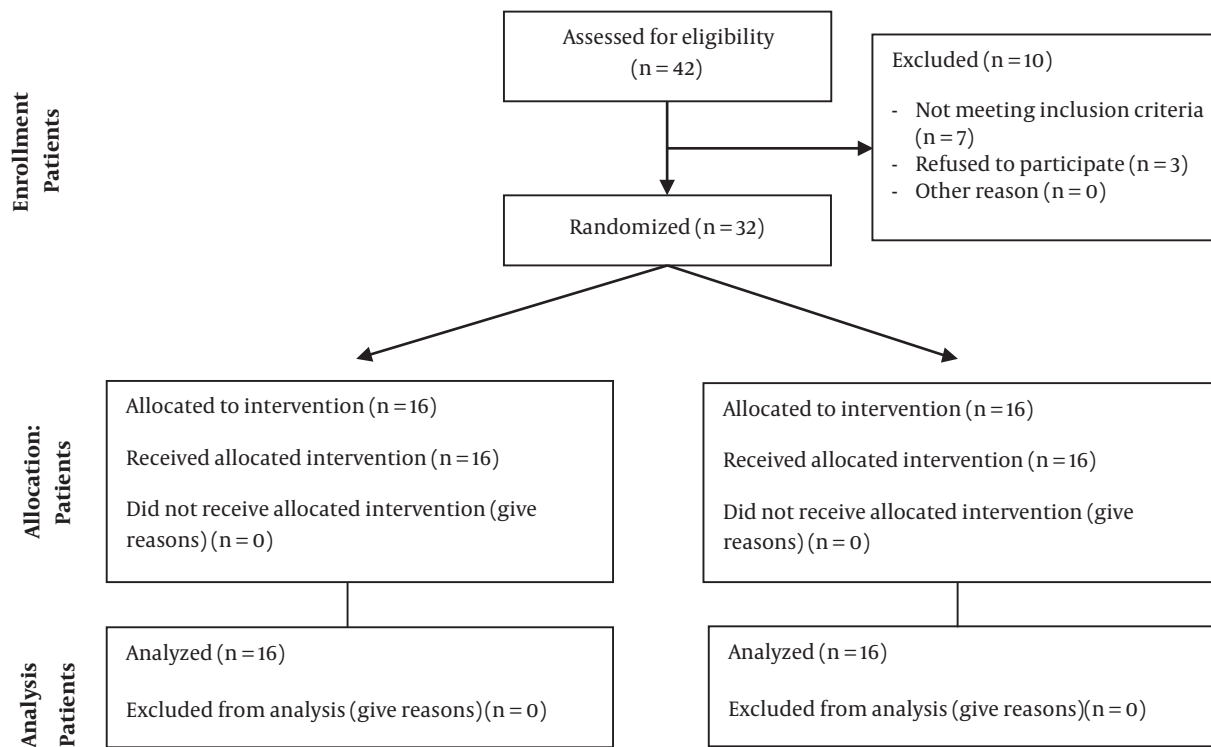 Enrollment
Patients
Assessed for eligibility
(n = 42)
Excluded (n = 10)
- Not meeting inclusion criteria
(n = 7)
- Refused to participate (n = 3)
- Other reason (n = 0)
Randomized (n = 32)
Allocation:
Patients
Allocated to intervention (n = 16)
Received allocated intervention (n = 16)
Did not receive allocated intervention (give
reasons) (n = 0)
Allocated to intervention (n = 16)
Received allocated intervention (n = 16)
Did not receive allocated intervention (give
reasons) (n = 0)
Analysis
Patients
Analyzed (n = 16)
Excluded from analysis (give reasons)(n = 0)
Analyzed (n = 16)
Excluded from analysis (give reasons)(n = 0)